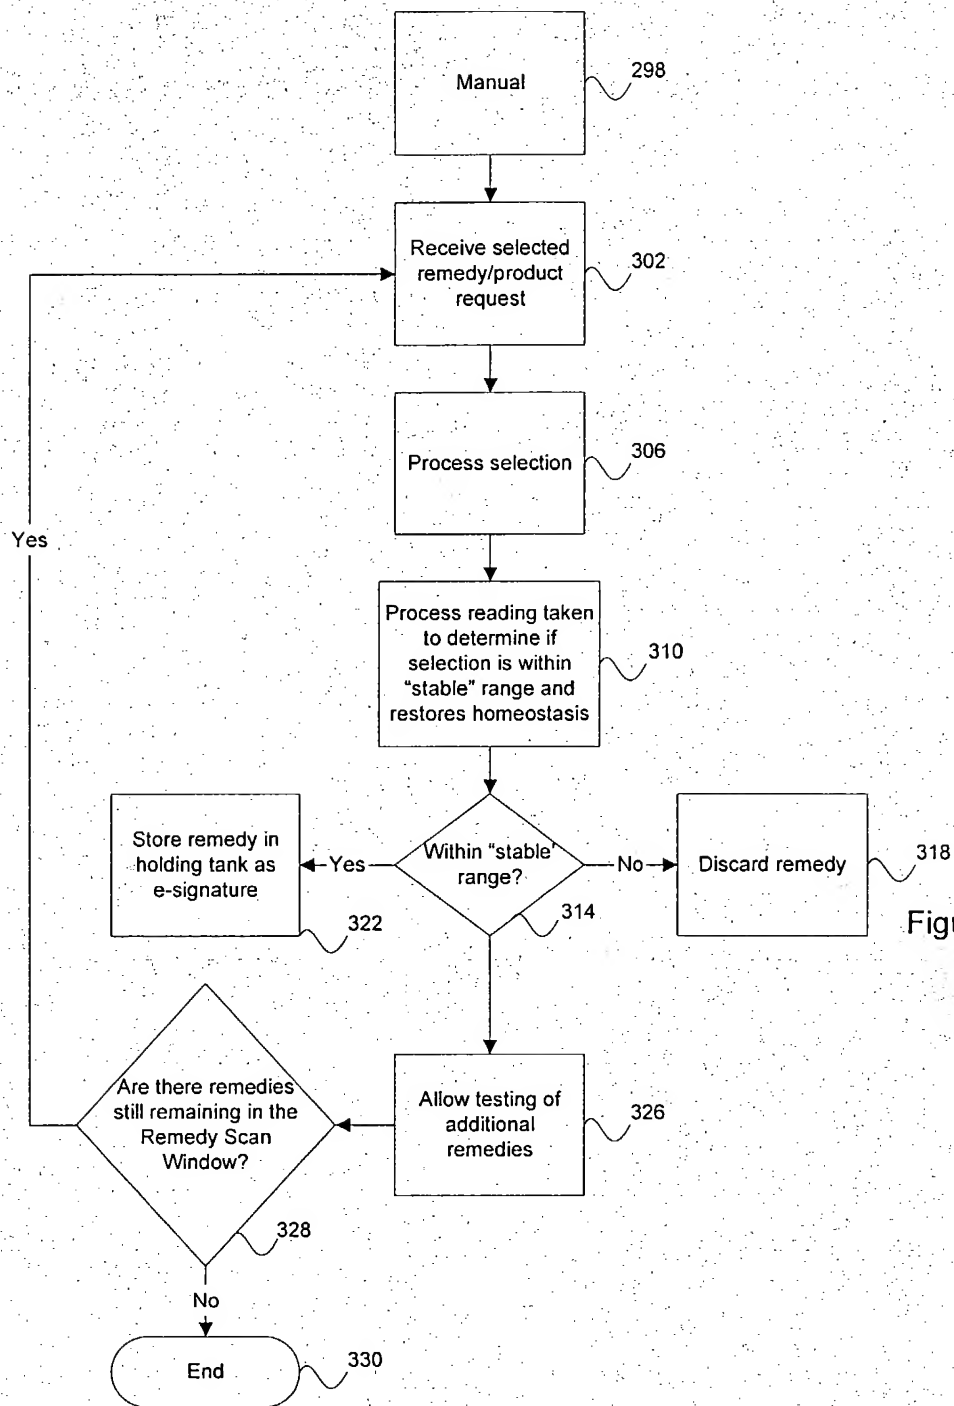 Manual
298
Receive selected
remedy/product
request
302
Process selection
306
Process reading taken
to determine if
selection is within
"stable" range and
restores homeostasis
310
Within "stable'
range?
314
Yes
No
Store remedy in
holding tank as
e-signature
322
Discard remedy
318
Figu
Allow testing of
additional
remedies
326
Are there remedies
still remaining in the
Remedy Scan
Window?
328
Yes
No
End
330